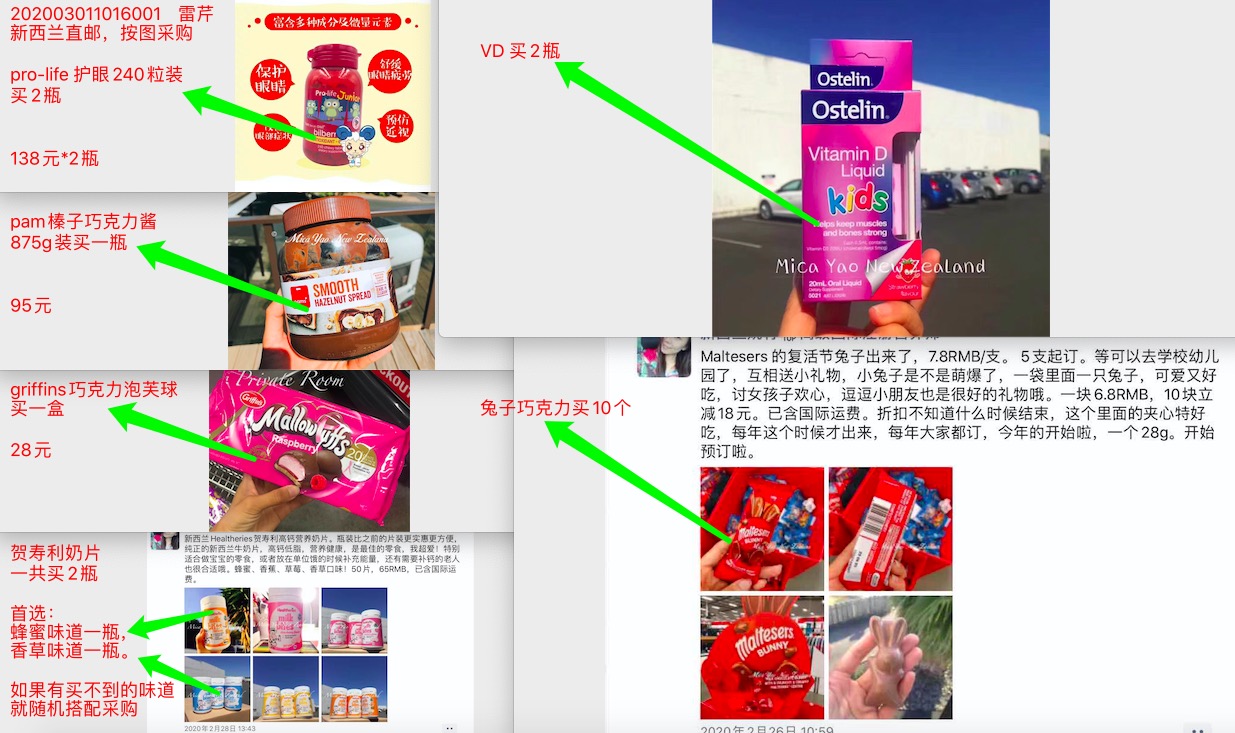 202003011016001 雷芹
新西兰直邮，按图采购
pro-life 护眼240粒装
买2瓶
138元*2瓶
富含多种成分及微量元素
保护
眼睛
舒缓
眼睛疲劳
预防
近视
Pro-life Junior
bilberry
pam榛子巧克力酱
875g装买一瓶
95元
Mica Yao New Zealand
SMOOTH
HAZELNUT SPREAD
griffins巧克力泡芙球
买一盒
28元
Private Room
Griffin's
MallowPuffs
Raspberry
贺寿利奶片
一共买2瓶
首选：
蜂蜜味道一瓶，
香草味道一瓶。
如果有买不到的味道
就随机搭配采购
新西兰Healtheries贺寿利高钙营养奶片。瓶装比之前的片装更实惠更方便，
纯正的新西兰牛奶片，高钙低脂，营养健康，是最佳的零食，我超爱！特别
适合做宝宝的零食，或者放在单位饿的时候补充能量，还有需要补钙的老人
也很合适哦。蜂蜜、香蕉、草莓、香草口味！50片，65RMB，已含国际运
费。
2020年2月28日 13:43
VD 买2瓶
Ostelin
Ostelin
Vitamin D
Liquid
kids
Helps keep muscles
and bones strong
Mica Yao New Zealand
20mL Oral Liquid
兔子巧克力买10个
Maltesers 的复活节兔子出来了，7.8RMB/支。 5支起订。等可以去学校幼儿
园了，互相送小礼物，小兔子是不是萌爆了，一袋里面一只兔子，可爱又好
吃，讨女孩子欢心，逗逗小朋友也是很好的礼物哦。一块6.8RMB，10块立
减18元。已含国际运费。折扣不知道什么时候结束，这个里面的夹心特好
吃，每年这个时候才出来，每年大家都订，今年的开始啦，一个28g。开始
预订啦。
Maltesers
BUNNY
Maltesers
BUNNY
2020年2月26日 10:59